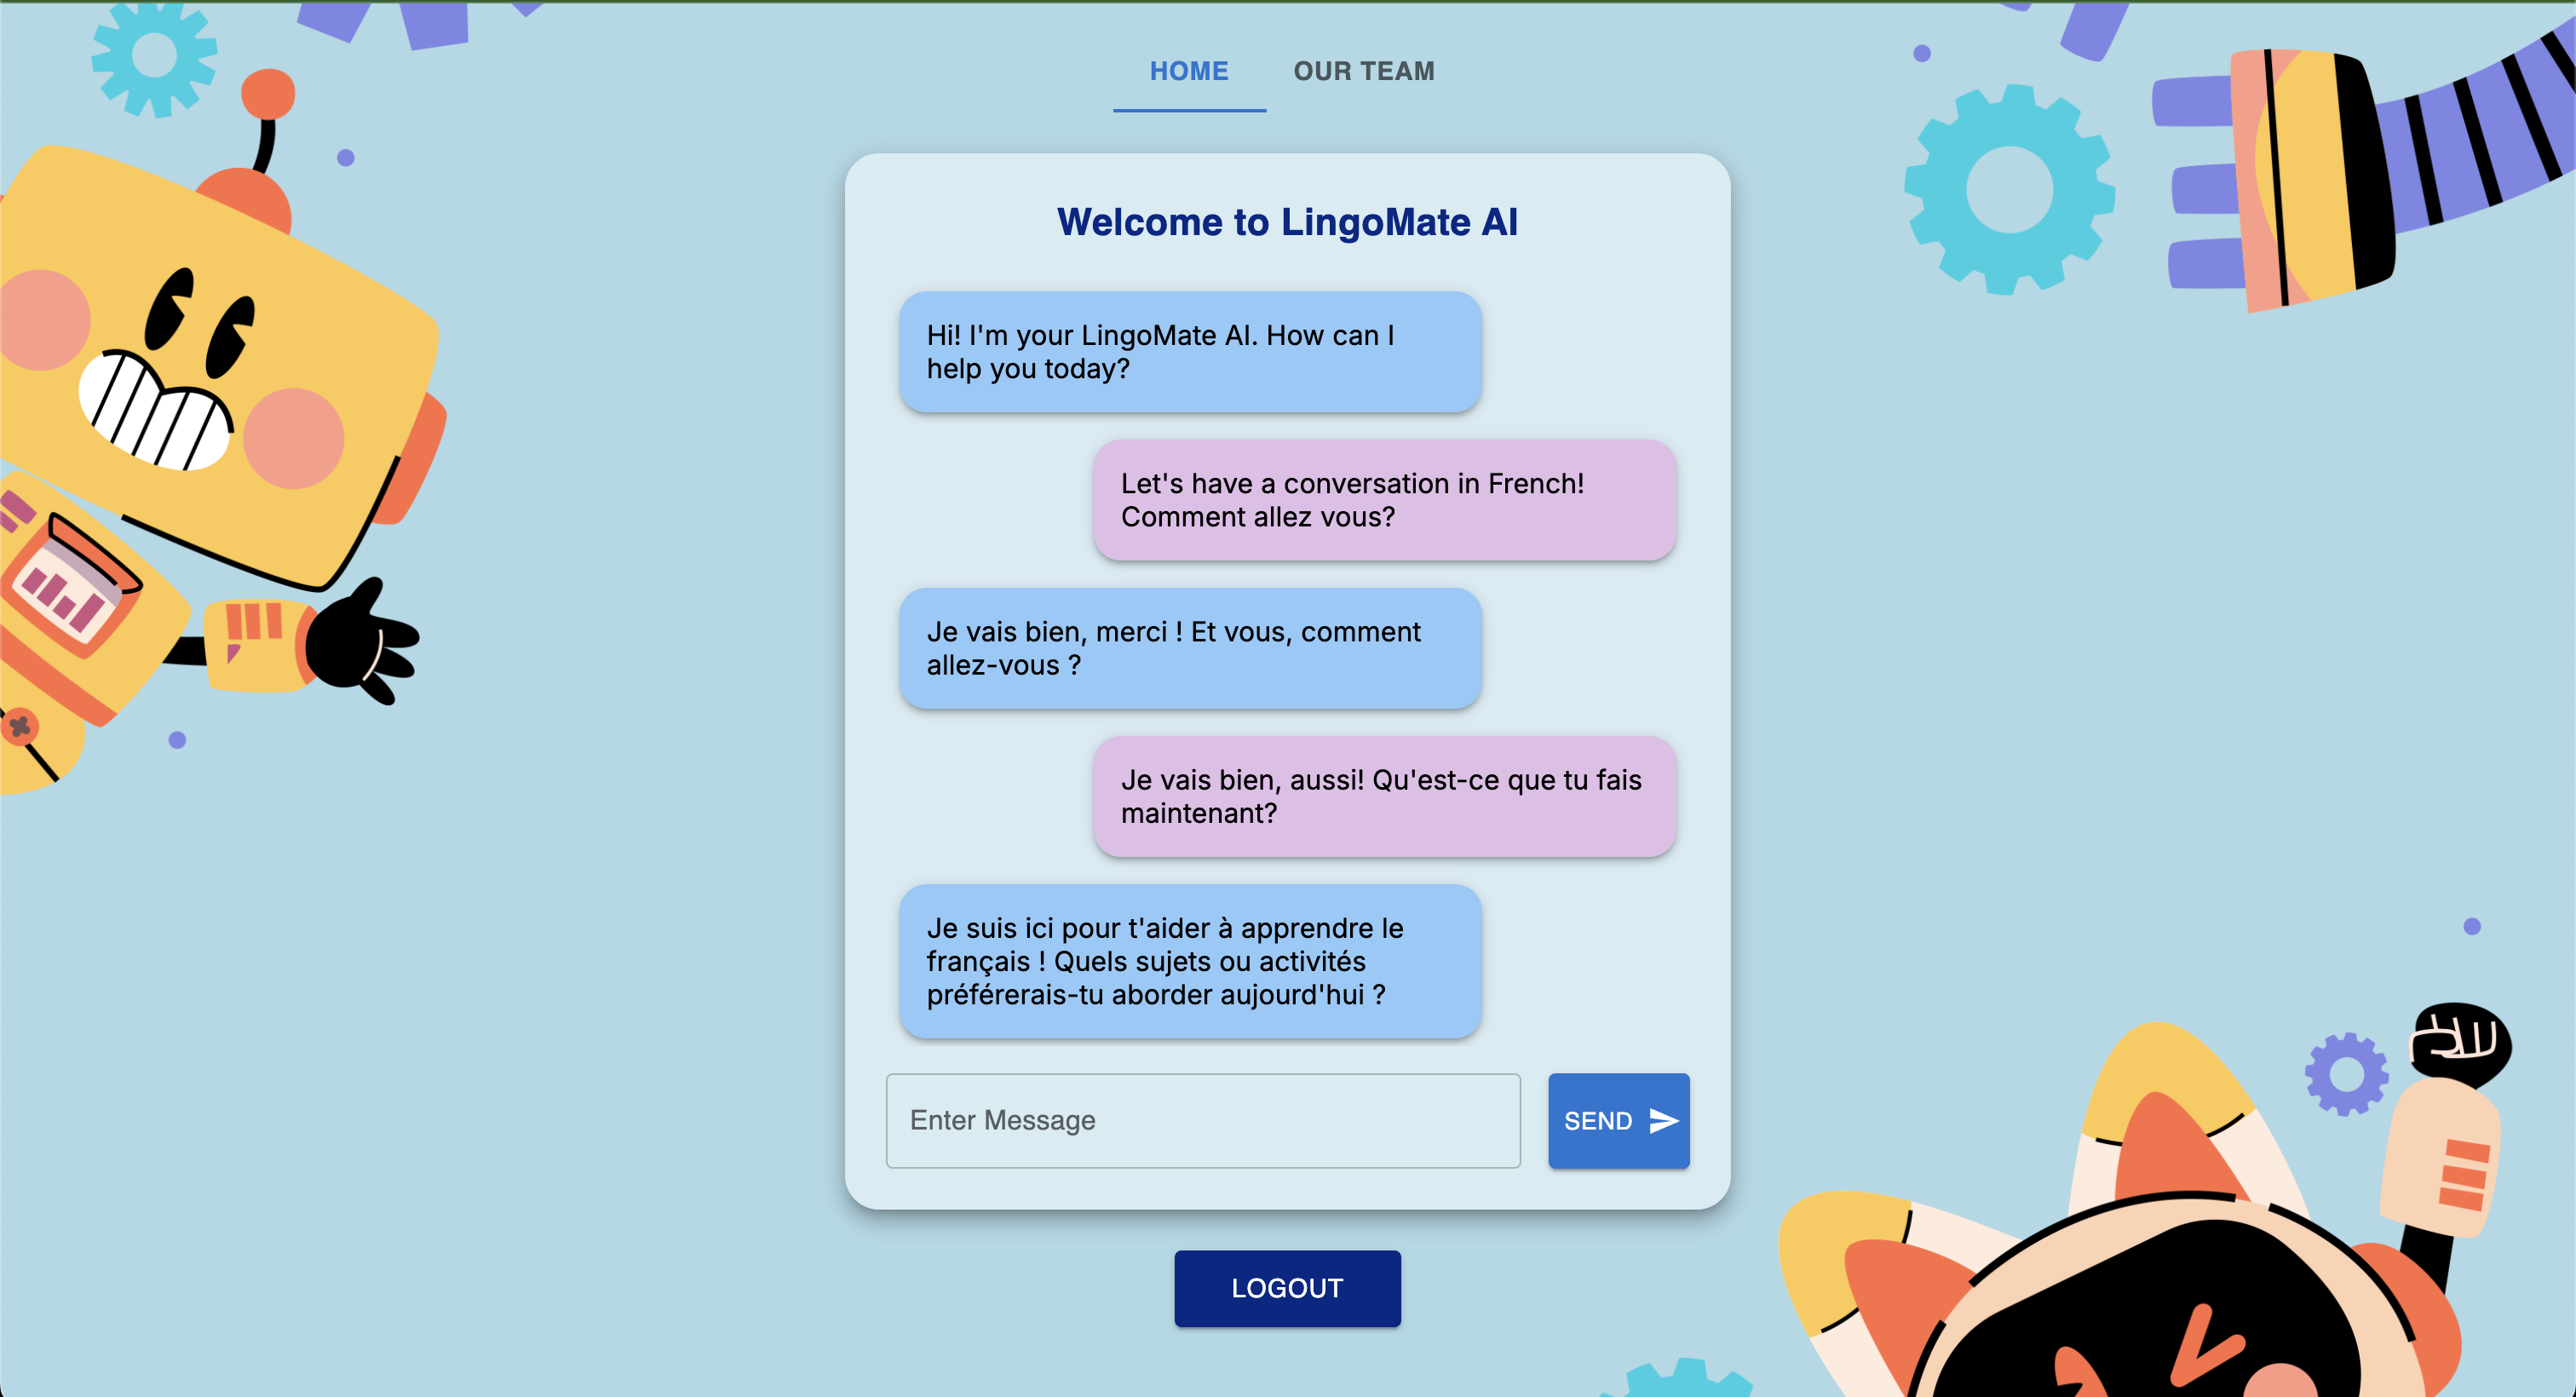 HOME OUR TEAM
Welcome to LingoMate AI
Hi! I'm your LingoMate AI. How can I
help you today?
Let's have a conversation in French!
Comment allez vous?
Je vais bien, merci ! Et vous, comment
allez-vous ?
Je vais bien, aussi! Qu'est-ce que tu fais
maintenant?
Je suis ici pour t'aider à apprendre le
français ! Quels sujets ou activités
préférerais-tu aborder aujourd'hui ?
Enter Message
SEND
LOGOUT